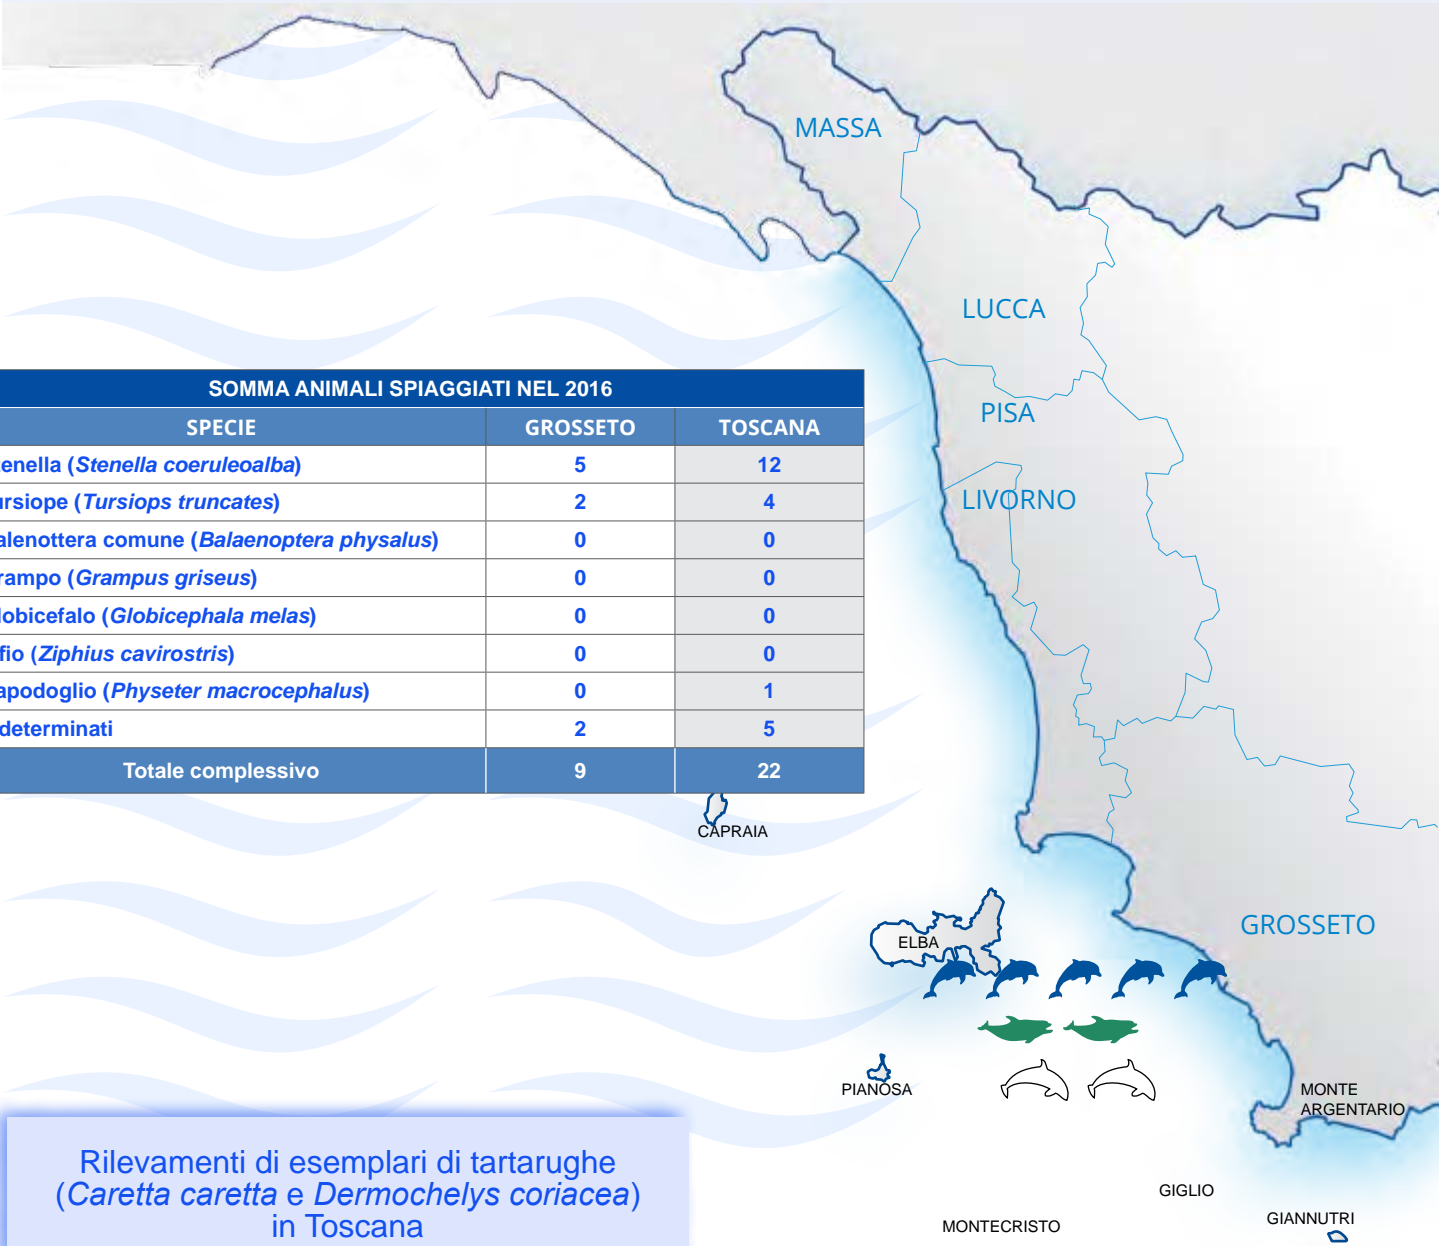 MASSA
LUCCA
PISA
LIVORNO
SOMMA ANIMALI SPIAGGIATI NEL 2016
SPECIE GROSSETO TOSCANA
enella (Stenella coeruleoalba) 5 12
ursiope (Tursiops truncates) 2 4
alenottera comune (Balaenoptera physalus) 0 0
rampo (Grampus griseus) 0 0
lobicefalo (Globicephala melas) 0 0
fio (Ziphius cavirostris) 0 0
apodoglio (Physeter macrocephalus) 0 1
determinati 2 5
Totale complessivo 9 22
CAPRAIA
ELBA
GROSSETO
PIANOSA
MONTE
ARGENTARIO
Rilevamenti di esemplari di tartarughe
(Caretta caretta e Dermochelys coriacea)
in Toscana
GIGLIO
MONTECRISTO
GIANNUTRI